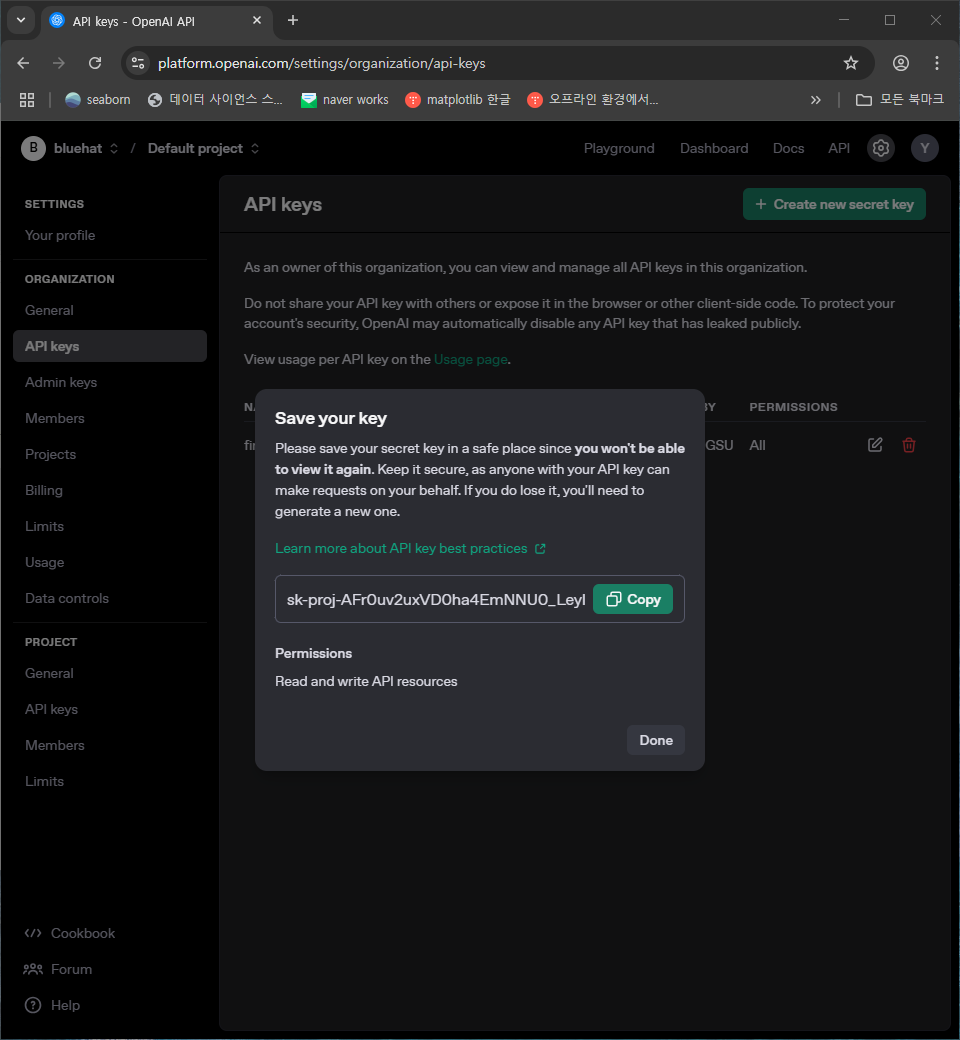 API keys - OpenAI API
platform.openai.com/settings/organization/api-keys
seaborn
데이터 사이언스 스...
naver works
matplotlib 한글
오프라인 환경에서...
모든 북마크
B bluehat / Default project
Playground Dashboard Docs API Y
SETTINGS
Your profile
ORGANIZATION
General
API keys
Admin keys
Members
Projects
Billing
Limits
Usage
Data controls
PROJECT
General
API keys
Members
Limits
Cookbook
Forum
Help
API keys
+ Create new secret key
As an owner of this organization, you can view and manage all API keys in this organization.
Do not share your API key with others or expose it in the browser or other client-side code. To protect your
account's security, OpenAI may automatically disable any API key that has leaked publicly.
View usage per API key on the Usage page.
PERMISSIONS
GSU All
Save your key
Please save your secret key in a safe place since you won't be able
to view it again. Keep it secure, as anyone with your API key can
make requests on your behalf. If you do lose it, you'll need to
generate a new one.
Learn more about API key best practices
sk-proj-AFr0uv2uxVD0ha4EmNNU0_Leyl
Copy
Permissions
Read and write API resources
Done